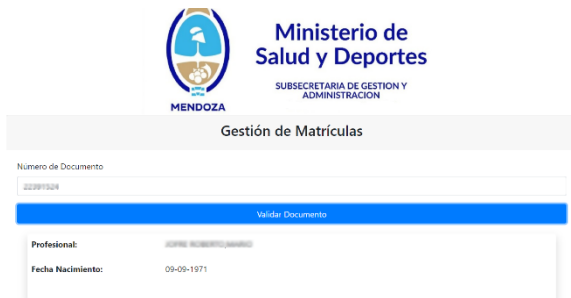 Ministerio de
Salud y Deportes
SUBSECRETARIA DE GESTION Y
ADMINISTRACION
MENDOZA
Gestión de Matrículas
Número de Documento
Validar Documento
Profesional:
Fecha Nacimiento: 09-09-1971